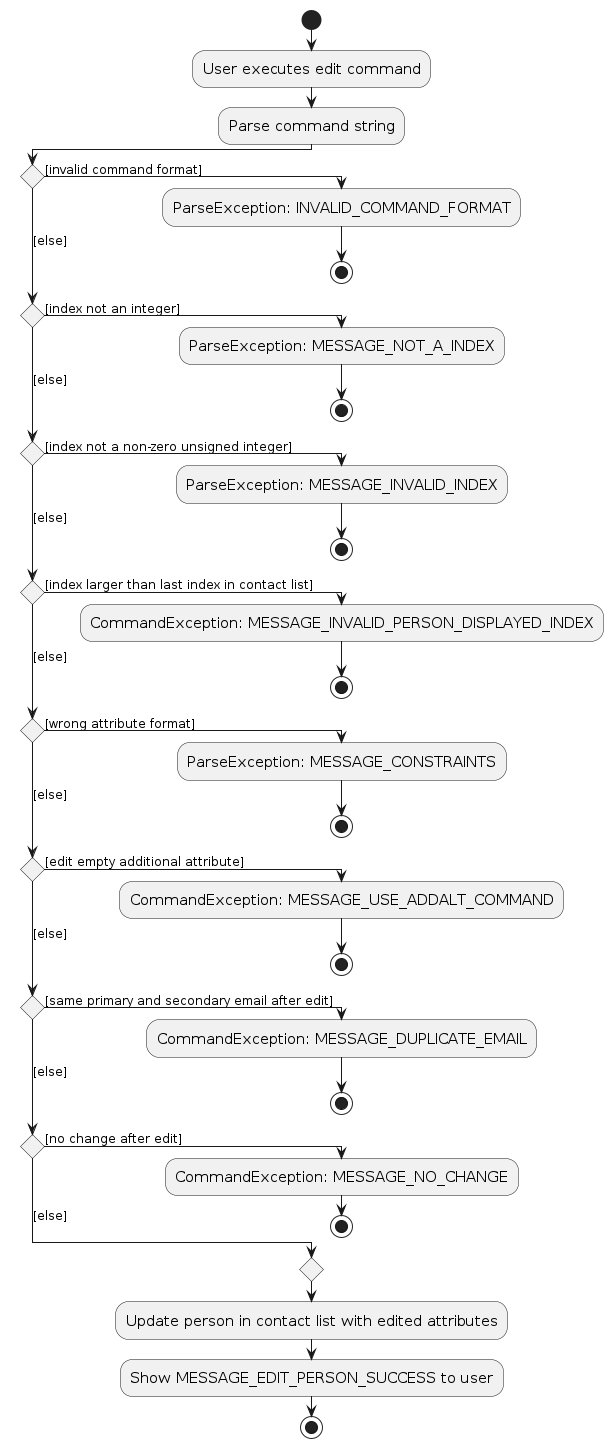 User executes edit command
Parse command string
[invalid command format]
ParseException: INVALID_COMMAND_FORMAT
[else]
[index not an integer]
ParseException: MESSAGE_NOT_A_INDEX
[else]
[index not a non-zero unsigned integer]
ParseException: MESSAGE_INVALID_INDEX
[else]
[index larger than last index in contact list]
CommandException: MESSAGE_INVALID_PERSON_DISPLAYED_INDEX
[else]
[wrong attribute format]
ParseException: MESSAGE_CONSTRAINTS
[else]
[edit empty additional attribute]
CommandException: MESSAGE_USE_ADDALT_COMMAND
[else]
[same primary and secondary email after edit]
CommandException: MESSAGE_DUPLICATE_EMAIL
[else]
[no change after edit]
CommandException: MESSAGE_NO_CHANGE
[else]
Update person in contact list with edited attributes
Show MESSAGE_EDIT_PERSON_SUCCESS to user